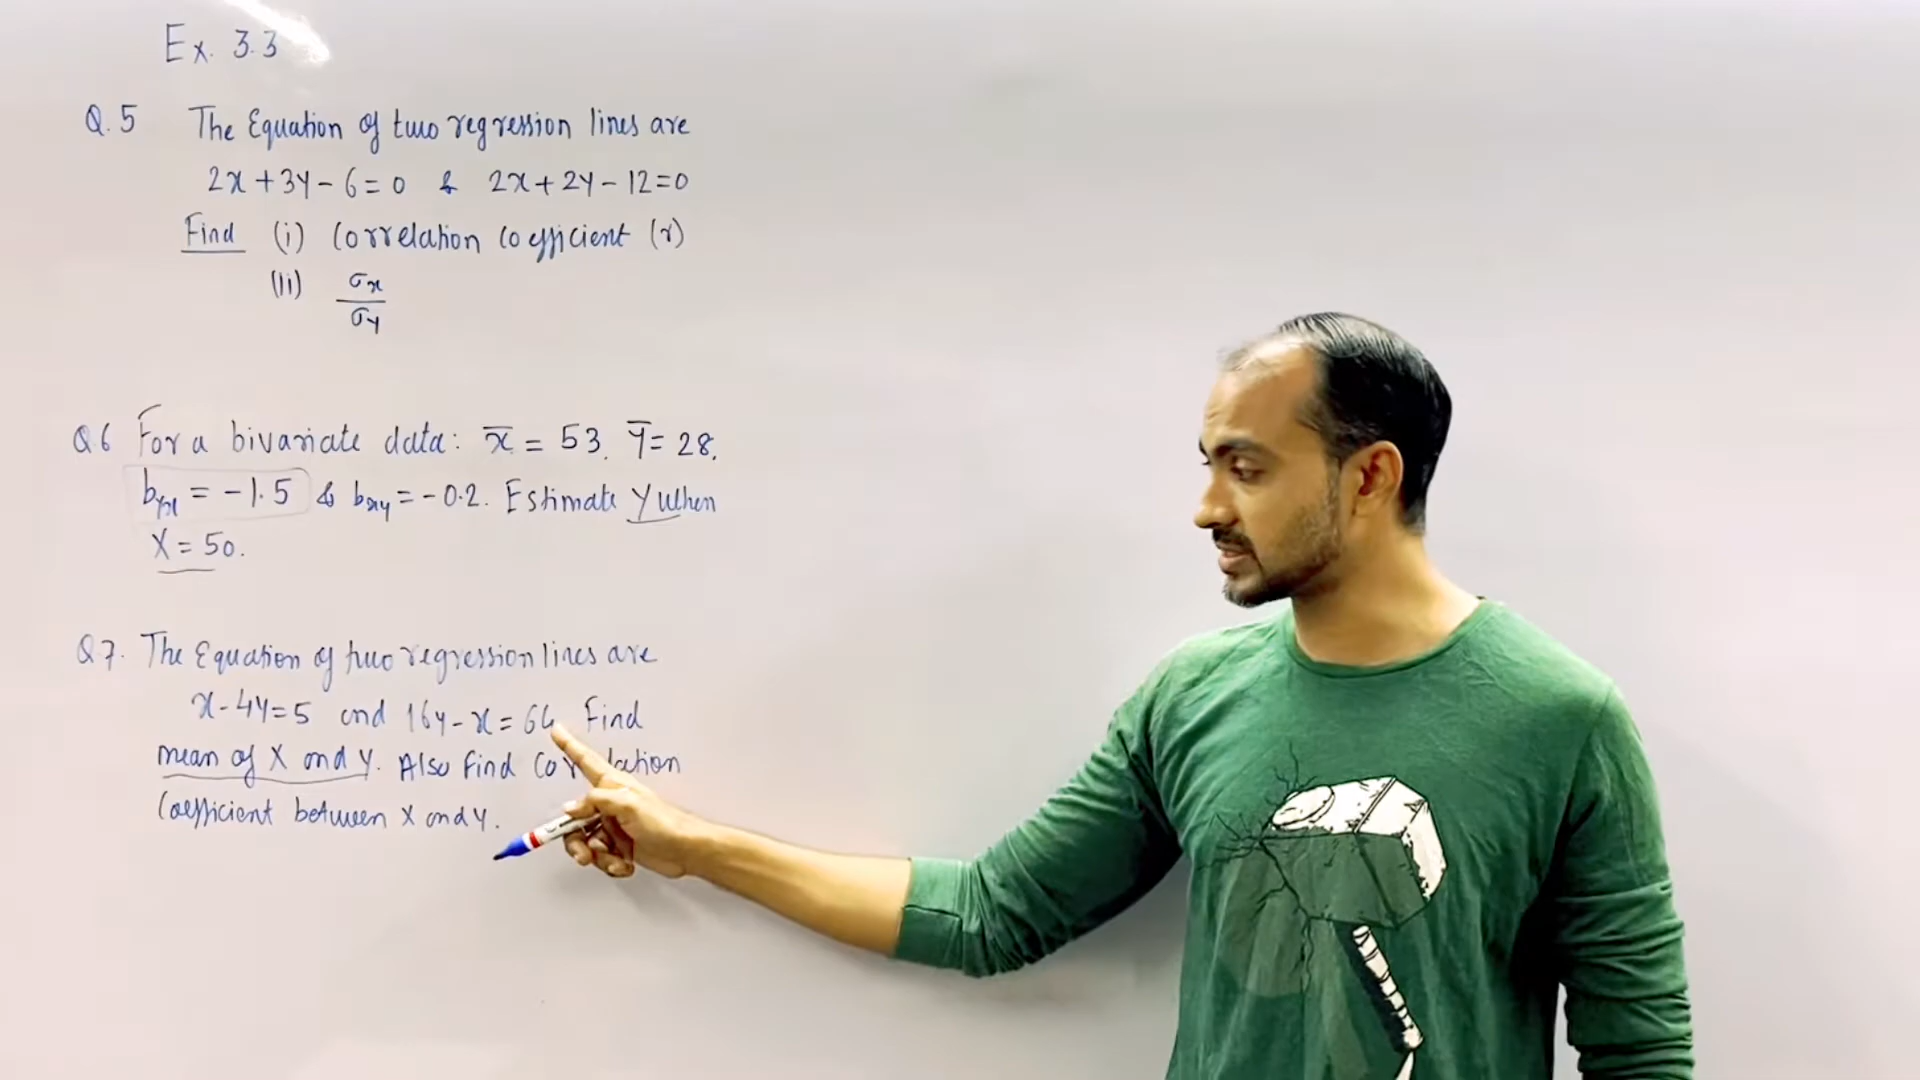 Ex. 3.3
Q.5 The Equation of two regression lines are
2x+3y-6=0 & 2x+2y-12=0
Find (i) Correlation Coefficient (r)
(ii) σx/σy
Q6 For a bivariate data: x̄ = 53. ȳ = 28.
byx = -1.5 & bxy = -0.2. Estimate Y When
X = 50.
Q7. The Equation of two regression lines are
x-4y=5 and 16y-x=64 Find
mean of X and Y. Also Find
Coefficient between X and Y.